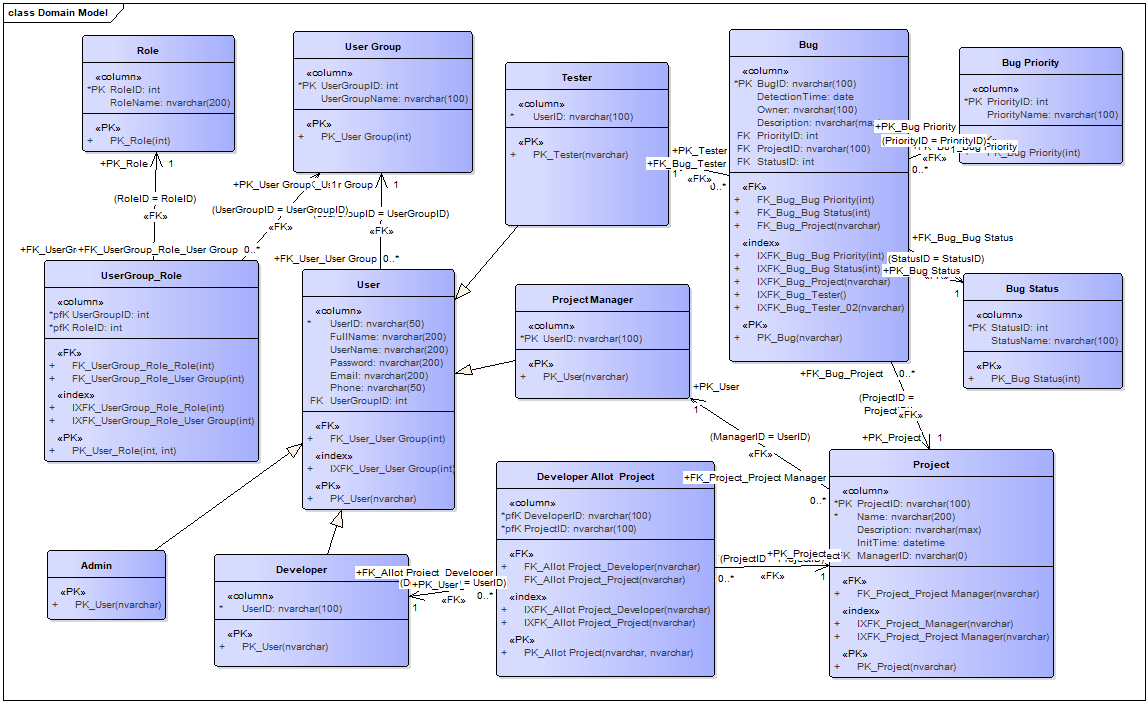 class Domain Model
Role
«column»
*PK RoleID: int
RoleName: nvarchar(200)
«PK»
+ PK_Role(int)
User Group
«column»
*PK UserGroupID: int
UserGroupName: nvarchar(100)
«PK»
+ PK_User Group(int)
Tester
«column»
* UserID: nvarchar(100)
«PK»
+ PK_Tester(nvarchar)
Bug
«column»
*PK BugID: nvarchar(100)
DetectionTime: date
Owner: nvarchar(100)
Description: nvarchar(max
FK PriorityID: int
FK ProjectID: nvarchar(100)
FK StatusID: int
«FK»
+ FK_Bug_Bug Priority(int)
+ FK_Bug_Bug Status(int)
+ FK_Bug_Project(nvarchar)
«index»
+ IXFK_Bug_Bug Priority(int)
+ IXFK_Bug_Bug Status(int)
+ IXFK_Bug_Project(nvarchar)
+ IXFK_Bug_Tester()
+ IXFK_Bug_Tester_02(nvarchar)
«PK»
+ PK_Bug(nvarchar)
Bug Priority
«column»
*PK PriorityID: int
PriorityName: nvarchar(100)
PK_Bug Priority(int)
+PK_Bug Priority
(PriorityID = PriorityID)
«FK»
0..*
+PK_Tester
+FK_Bug_Tester
1
«FK»
0..*
+PK_Role
1
(RoleID = RoleID)
«FK»
+PK_User Group
1
(UserGroupID = UserGroupID)
«FK»
1
GroupID = UserGroupID)
«FK»
+FK_UserGroup_Role_User Group
0..*
+FK_User_User Group
0..*
UserGroup_Role
«column»
*pfK UserGroupID: int
*pfK RoleID: int
«FK»
+ FK_UserGroup_Role_Role(int)
+ FK_UserGroup_Role_User Group(int)
«index»
+ IXFK_UserGroup_Role_Role(int)
+ IXFK_UserGroup_Role_User Group(int)
«PK»
+ PK_User_Role(int, int)
User
«column»
* UserID: nvarchar(50)
FullName: nvarchar(200)
UserName: nvarchar(200)
Password: nvarchar(200)
Email: nvarchar(200)
Phone: nvarchar(50)
FK UserGroupID: int
«FK»
+ FK_User_User Group(int)
«index»
+ IXFK_User_User Group(int)
«PK»
+ PK_User(nvarchar)
Project Manager
«column»
*PK UserID: nvarchar(100)
«PK»
+ PK_User(nvarchar)
+FK_Bug_Bug Status
(StatusID = StatusID)
+PK_Bug Status
1
Bug Status
«column»
*PK StatusID: int
StatusName: nvarchar(100)
«PK»
+ PK_Bug Status(int)
+FK_Bug_Project
0..*
(ProjectID =
«FK»
+PK_Project
1
+PK_User
1
(ManagerID = UserID)
«FK»
+FK_Project_Project Manager
0..*
Project
«column»
*PK ProjectID: nvarchar(100)
* Name: nvarchar(200)
Description: nvarchar(max)
InitTime: datetime
FK ManagerID: nvarchar(0)
«FK»
+ FK_Project_Project Manager(nvarchar)
«index»
+ IXFK_Project_Manager(nvarchar)
+ IXFK_Project_Project Manager(nvarchar)
«PK»
+ PK_Project(nvarchar)
Developer Allot Project
«column»
*pfK DeveloperID: nvarchar(100)
*pfK ProjectID: nvarchar(100)
«FK»
+ FK_Allot Project_Developer(nvarchar)
FK_Allot Project_Project(nvarchar)
«index»
+ IXFK_Allot Project_Developer(nvarchar)
+ IXFK_Allot Project_Project(nvarchar)
«PK»
+ PK_Allot Project(nvarchar, nvarchar)
(ProjectID
+PK_Project
0..*
«FK»
1
Admin
«PK»
+ PK_User(nvarchar)
Developer
«column»
* UserID: nvarchar(100)
«PK»
+ PK_User(nvarchar)
+FK_Allot Project_Developer
+PK_User
= UserID)
1
«FK»
0..*